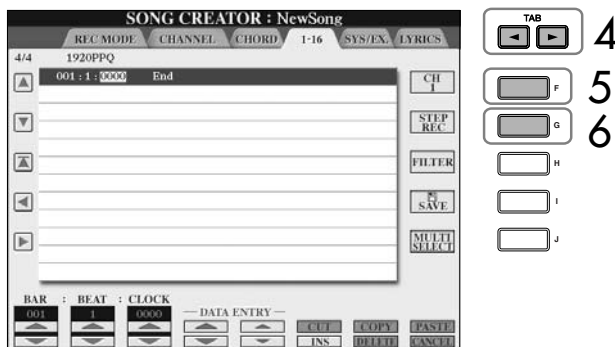 SONG CREATOR : NewSong
REC MODE CHANNEL CHORD 1-16 SYS/EX. LYRICS
4/4 1920PPQ
001 : 1 : 0000 End
CH
1
STEP
REC
FILTER
SAVE
MULTI
SELECT
BAR : BEAT : CLOCK
001 1 0000 DATA ENTRY
CUT COPY PASTE
INS DELETE CANCEL
TAB
4
F 5
G 6
H
I
J